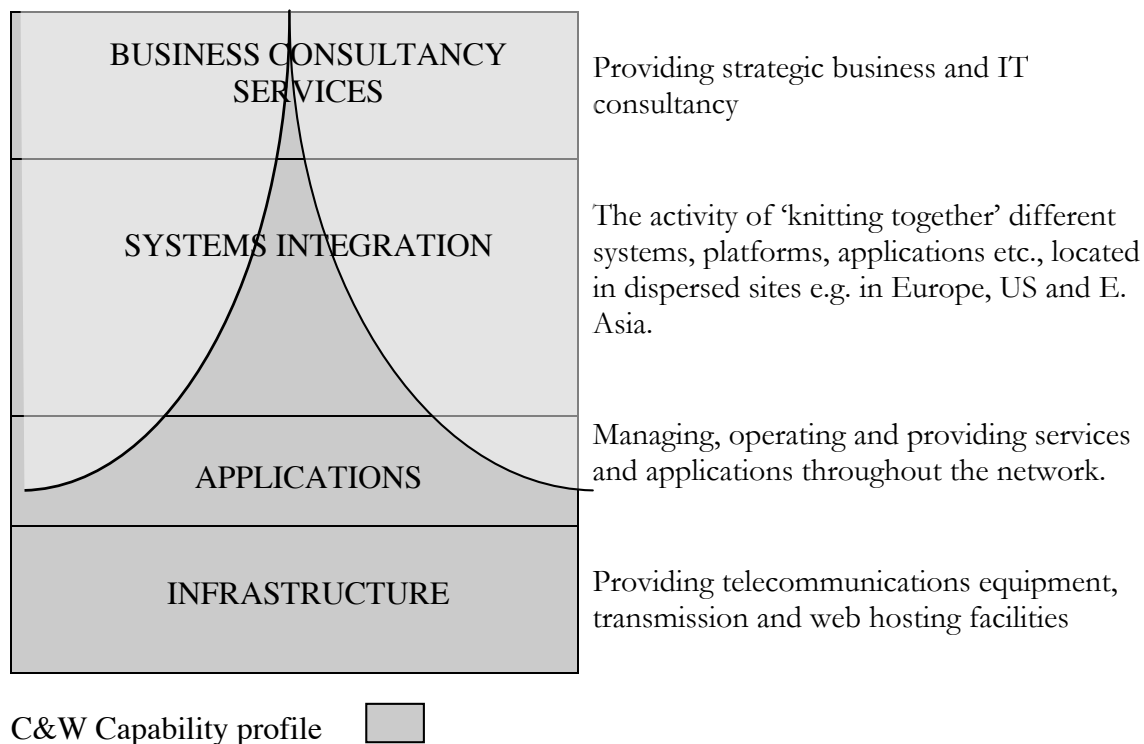 BUSINESS CONSULTANCY
SERVICES
Providing strategic business and IT
consultancy
SYSTEMS INTEGRATION
The activity of ‘knitting together’ different
systems, platforms, applications etc., located
in dispersed sites e.g. in Europe, US and E.
Asia.
APPLICATIONS
Managing, operating and providing services
and applications throughout the network.
INFRASTRUCTURE
Providing telecommunications equipment,
transmission and web hosting facilities
C&W Capability profile